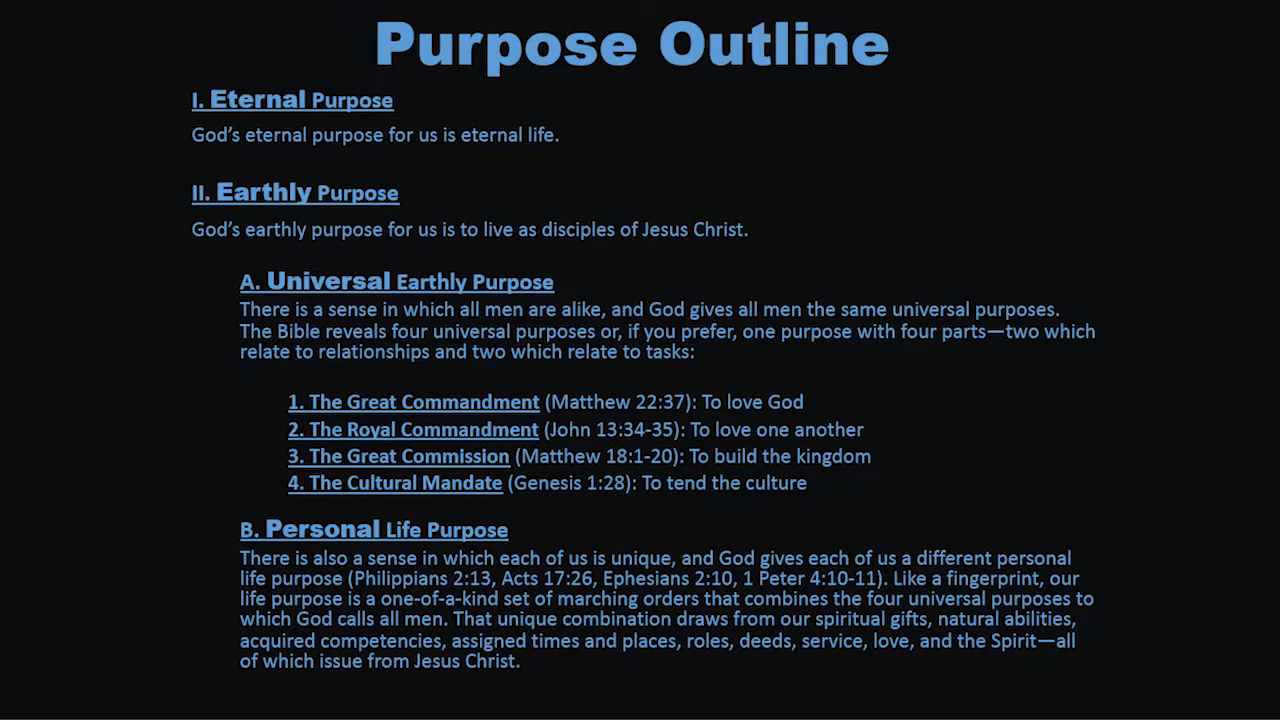 Purpose Outline
I. Eternal Purpose
God’s eternal purpose for us is eternal life.
II. Earthly Purpose
God’s earthly purpose for us is to live as disciples of Jesus Christ.
A. Universal Earthly Purpose
There is a sense in which all men are alike, and God gives all men the same universal purposes.
The Bible reveals four universal purposes or, if you prefer, one purpose with four parts—two which
relate to relationships and two which relate to tasks:
1. The Great Commandment (Matthew 22:37): To love God
2. The Royal Commandment (John 13:34-35): To love one another
3. The Great Commission (Matthew 18:1-20): To build the kingdom
4. The Cultural Mandate (Genesis 1:28): To tend the culture
B. Personal Life Purpose
There is also a sense in which each of us is unique, and God gives each of us a different personal
life purpose (Philippians 2:13, Acts 17:26, Ephesians 2:10, 1 Peter 4:10-11). Like a fingerprint, our
life purpose is a one-of-a-kind set of marching orders that combines the four universal purposes to
which God calls all men. That unique combination draws from our spiritual gifts, natural abilities,
acquired competencies, assigned times and places, roles, deeds, service, love, and the Spirit—all
of which issue from Jesus Christ.